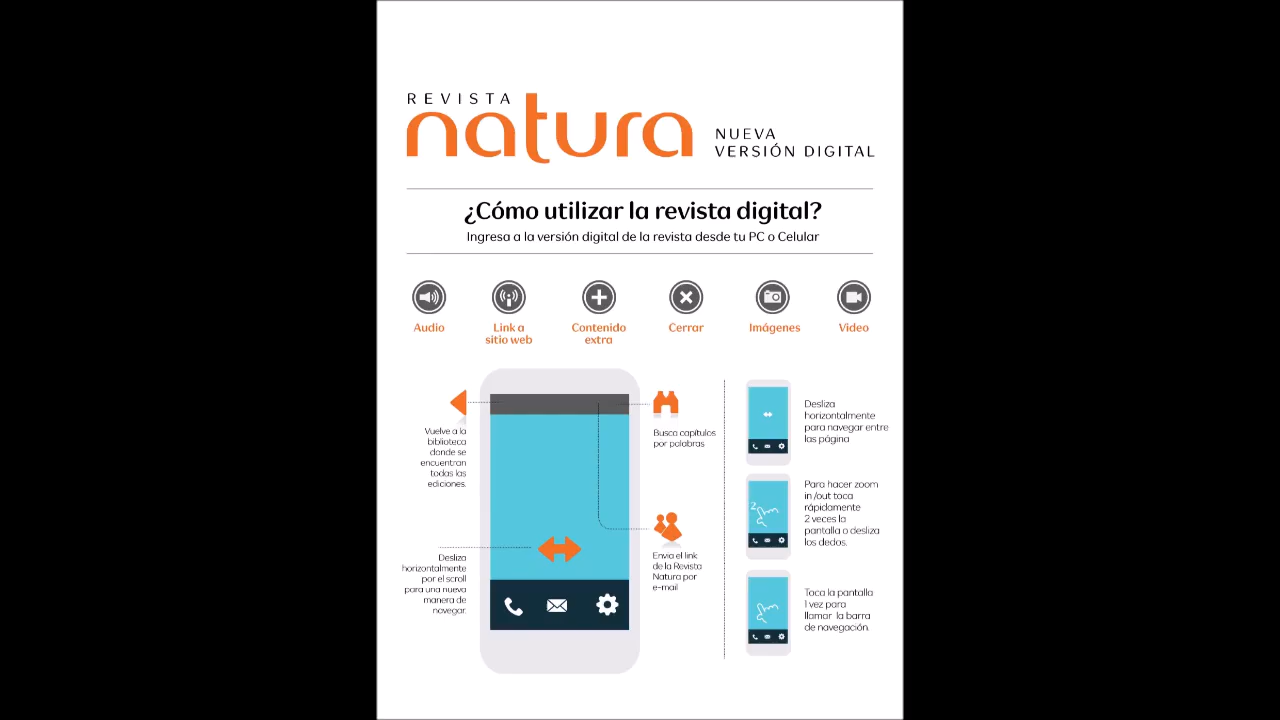 REVISTA
natura
NUEVA
VERSIÓN DIGITAL
¿Cómo utilizar la revista digital?
Ingresa a la versión digital de la revista desde tu PC o Celular
Audio
Link a
sitio web
Contenido
extra
Cerrar
Imágenes
Video
Vuelve a la
biblioteca
donde se
encuentran
todas las
ediciones.
Desliza
horizontalmente
por el scroll
para una nueva
manera de
navegar.
Busca capítulos
por palabras
Envia el link
de la Revista
Natura por
e-mail
Desliza
horizontalmente
para navegar entre
las página
2
Para hacer zoom
in /out toca
rápidamente
2 veces la
pantalla o desliza
los dedos.
Toca la pantalla
1 vez para
llamar la barra
de navegación.